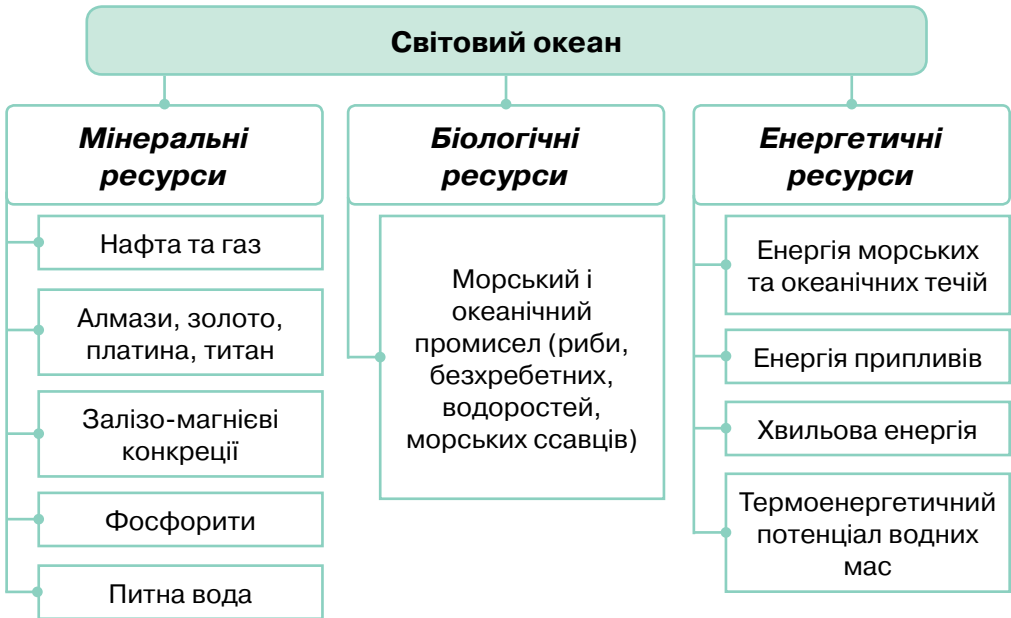 Світовий океан
Мінеральні
ресурси
Нафта та газ
Алмази, золото,
платина, титан
Залізо-магнієві
конкреції
Фосфорити
Питна вода
Біологічні
ресурси
Морський і
океанічний
промисел (риби,
безхребетних,
водоростей,
морських ссавців)
Енергетичні
ресурси
Енергія морських
та океанічних течій
Енергія припливів
Хвильова енергія
Термоенергетичний
потенціал водних
мас